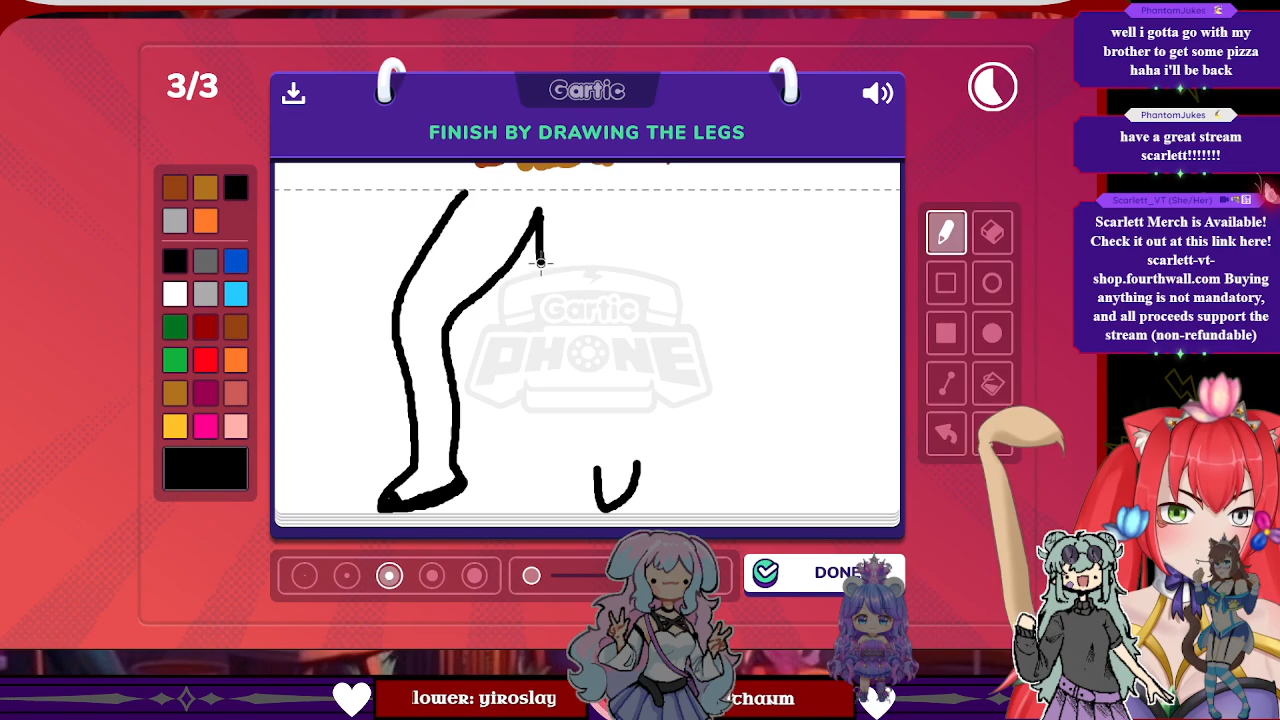 3/3
Gartic
FINISH BY DRAWING THE LEGS
Gartic
PHONE
DONE
PhantomJukes
well i gotta go with my
brother to get some pizza
haha i'll be back
PhantomJukes
have a great stream
scarlett!!!!!!!
Scarlett_VT (She/Her)
Scarlett Merch is Available!
Check it out at this link here!
scarlett-vt-
shop.fourthwall.com Buying
anything is not mandatory,
and all proceeds support the
stream (non-refundable)
lower: yiroslay